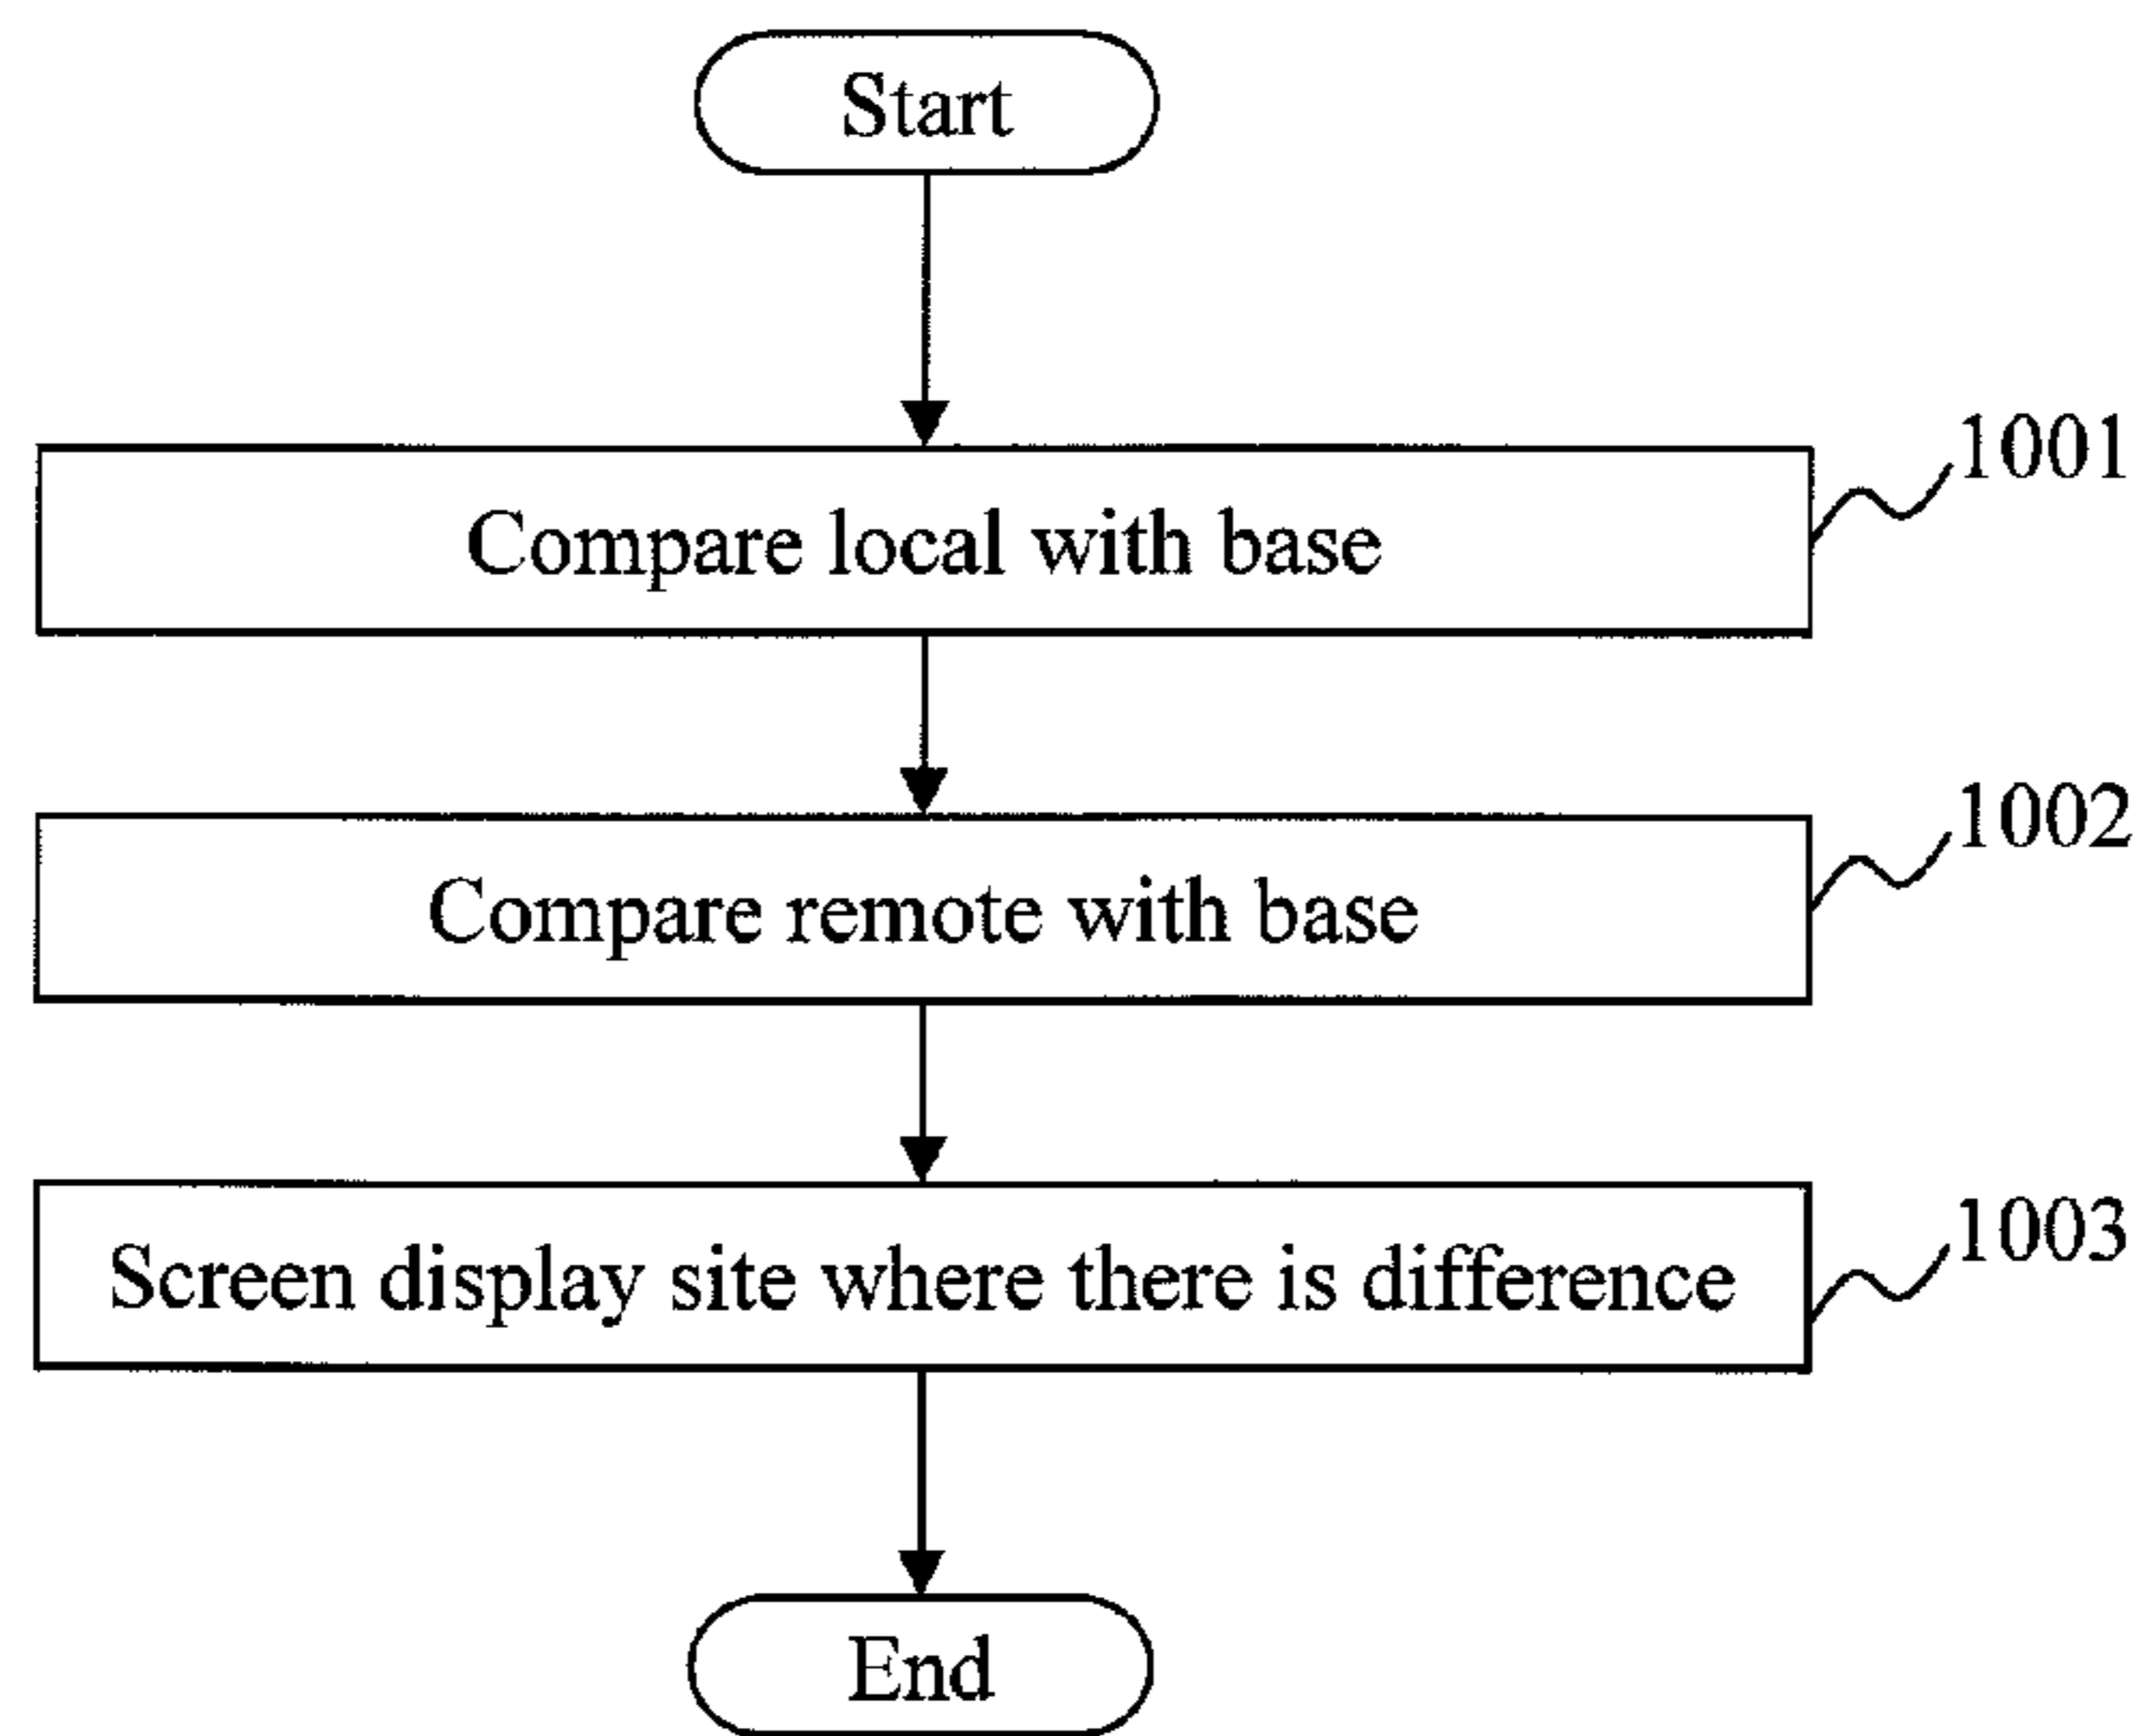 Start
1001
Compare local with base
1002
Compare remote with base
1003
Screen display site where there is difference
End